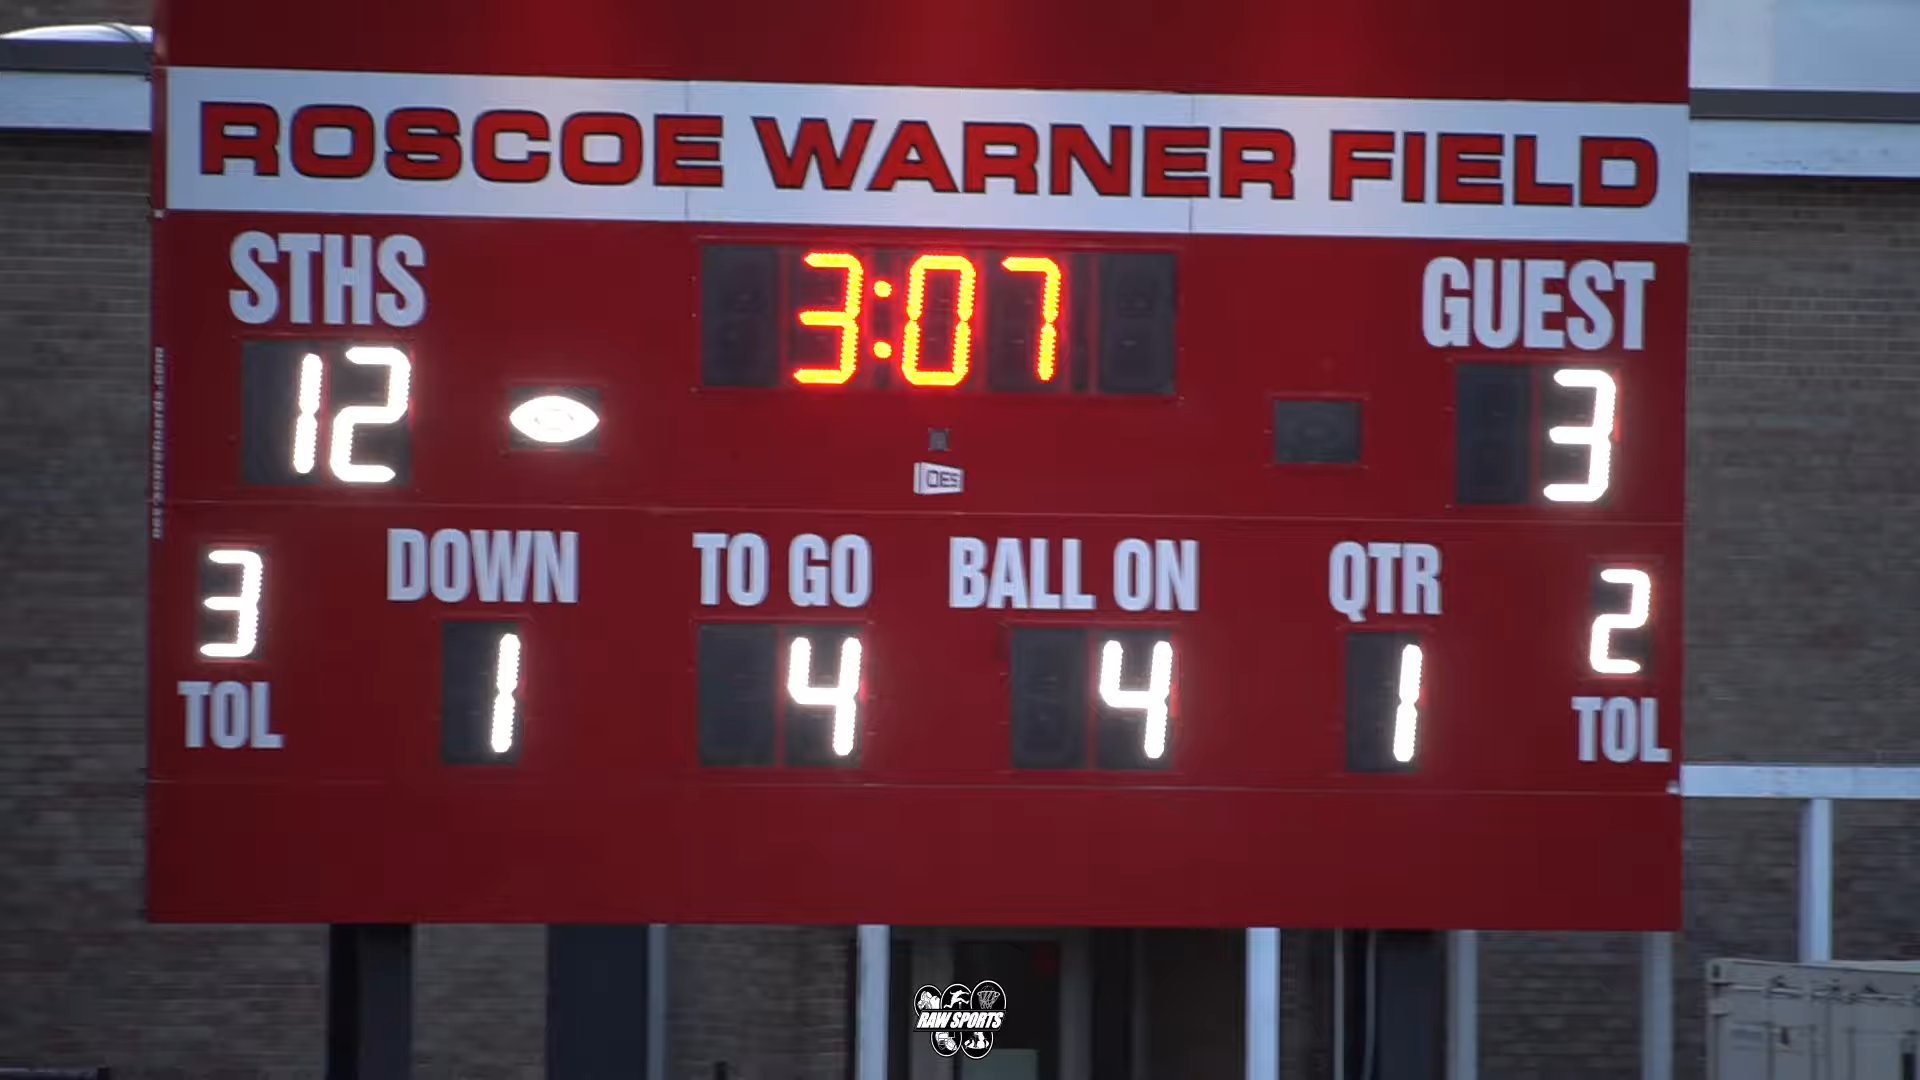 ROSCOE WARNER FIELD
STHS
3:07
GUEST
12
3
OES
3
DOWN
TO GO
BALL ON
QTR
2
TOL
1
4
4
1
TOL
RAW SPORTS